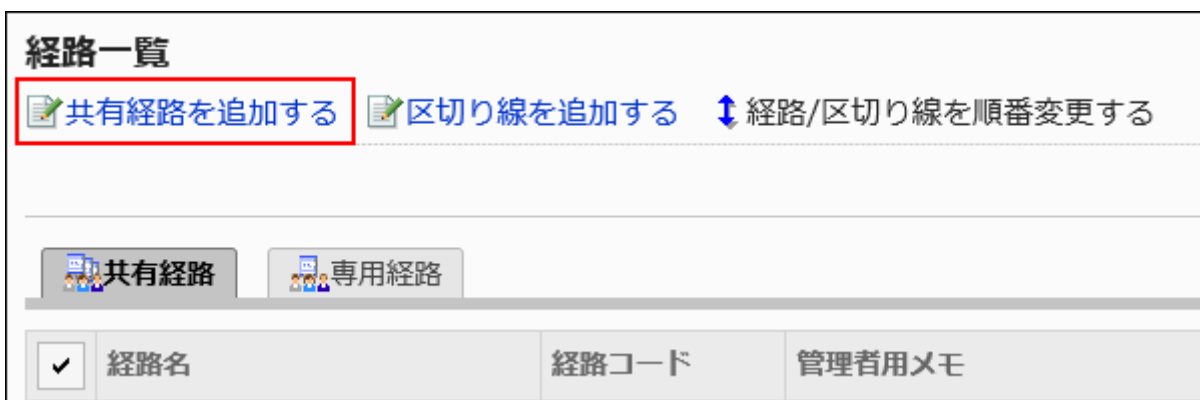 経路一覧
共有経路を追加する 区切り線を追加する 経路/区切り線を順番変更する
共有経路 専用経路
経路名 経路コード 管理者用メモ